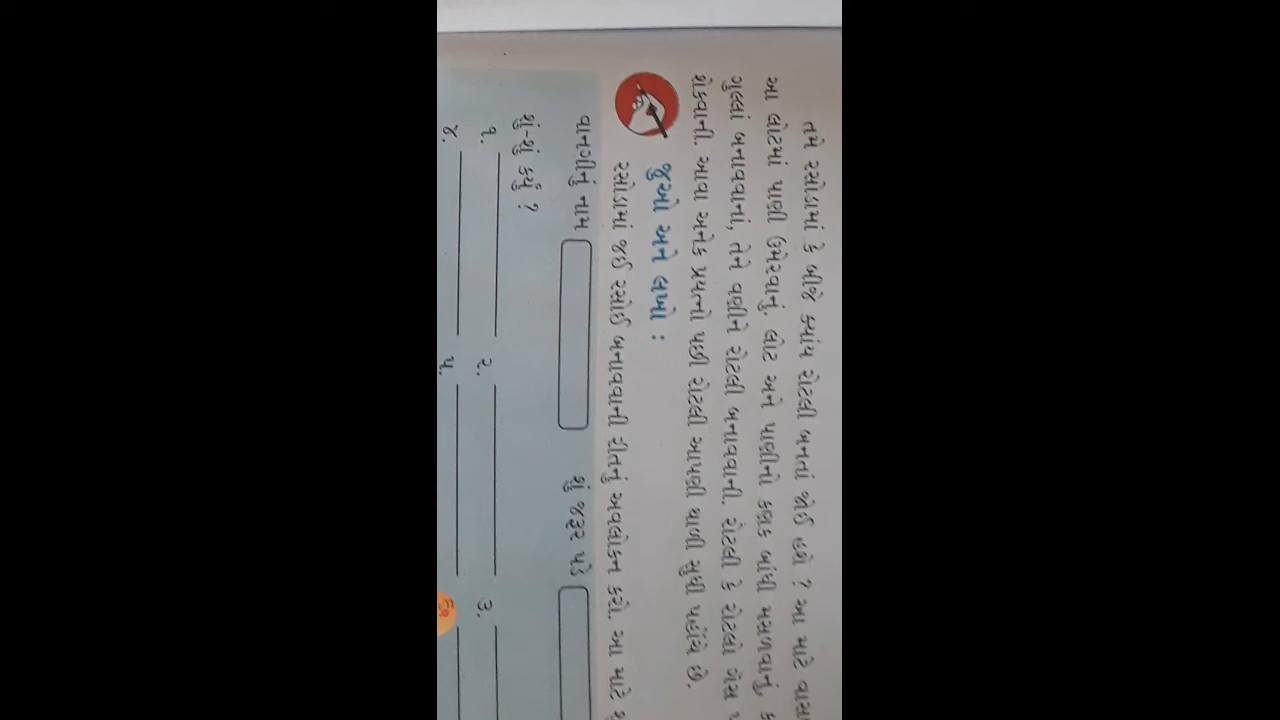 તમે રસોડામાં કે બીજે ક્યાંય રોટલી બનતાં જોઈ હશે ? આ માટે
આ લોટમાં પાણી ઉમેરવાનું. લોટ અને પાણીનો કણક બાંધી મસળવાનું,
ગુલ્લાં બનાવવાનાં, તેને વણીને રોટલી બનાવવાની. રોટલી કે રોટલો ગેસ
શેકવાની. આવા અનેક પ્રયત્નો પછી રોટલી આપણી થાળી સુધી પહોંચે છે.
જુઓ અને લખો :
રસોડામાં જઈ રસોઈ બનાવવાની રીતનું અવલોકન કરો. આ માટે
વાનગીનું નામ શું જરૂર પડે
શું-શું કર્યું ?
૧. ૨. ૩.
૪. ૫.